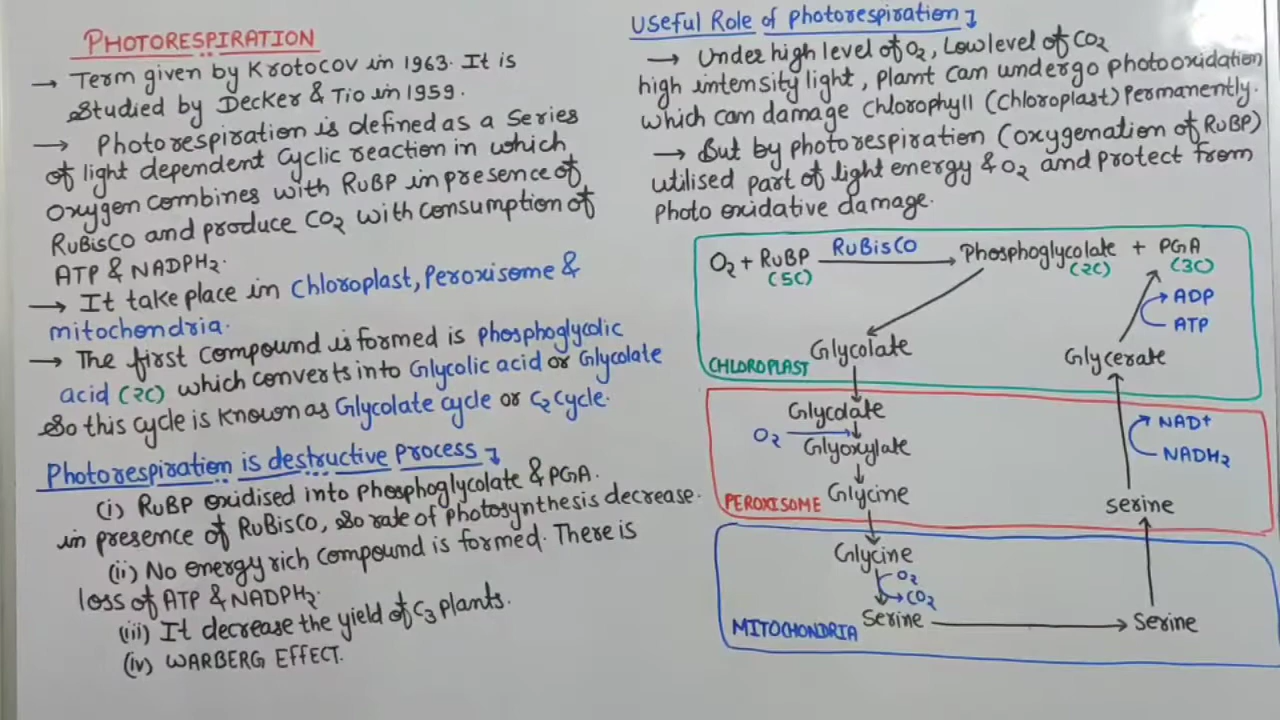 PHOTORESPIRATION
→ Term given by Krotocov in 1963. It is
studied by Decker & Tio in 1959.
→ Photorespiration is defined as a series
of light dependent cyclic reaction in which
oxygen combines with RuBP in presence of
RuBisCO and produce CO2 with consumption of
ATP & NADPH2.
→ It take place in Chloroplast, Peroxisome &
mitochondria.
→ The first compound is formed is phosphoglycolic
acid (2C) which converts into Glycolic acid or Glycolate
So this cycle is known as Glycolate cycle or C2 cycle.
Photorespiration is destructive process ↴
(i) RuBP oxidised into Phosphoglycolate & PGA.
in presence of RuBisCO, so rate of photosynthesis decrease.
(ii) No energy rich compound is formed. There is
loss of ATP & NADPH2.
(iii) It decrease the yield of C3 plants.
(iv) WARBERG EFFECT.
Useful Role of photorespiration ↴
→ Under high level of O2, Low level of CO2
high intensity light, Plant can undergo photooxidation
which can damage chlorophyll (Chloroplast) Permanently.
→ But by photorespiration (oxygenation of RuBP)
utilised part of light energy & O2 and protect from
Photo oxidative damage.
O2 + RuBP RuBisCO Phosphoglycolate + PGA
(5C) (2C) (3C)
ADP
ATP
Glycolate Glycerate
CHLOROPLAST
Glycolate NAD+
O2 Glyoxylate NADH2
Glycine
PEROXISOME serine
Glycine
O2
CO2
MITOCHONDRIA Serine Serine